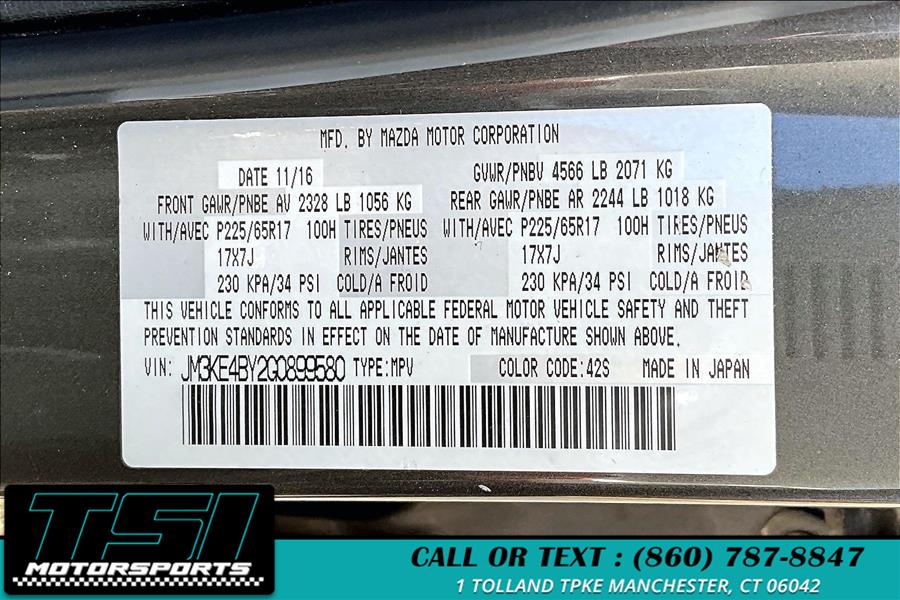 MFD. BY MAZDA MOTOR CORPORATION
DATE 11/16 GVWR/PNBV 4566 LB 2071 KG
FRONT GAWR/PNBE AV 2328 LB 1056 KG REAR GAWR/PNBE AR 2244 LB 1018 KG
WITH/AVEC P225/65R17 100H TIRES/PNEUS WITH/AVEC P225/65R17 100H TIRES/PNEUS
17X7J RIMS/JANTES 17X7J RIMS/JANTES
230 KPA/34 PSI COLD/A FROID 230 KPA/34 PSI COLD/A FROID
THIS VEHICLE CONFORMS TO ALL APPLICABLE FEDERAL MOTOR VEHICLE SAFETY AND THEFT
PREVENTION STANDARDS IN EFFECT ON THE DATE OF MANUFACTURE SHOWN ABOVE.
VIN: JM3KE4BY2G0899580 TYPE:MPV COLOR CODE:42S MADE IN JAPAN
TSI
MOTORSPORTS
CALL OR TEXT : (860) 787-8847
1 TOLLAND TPKE MANCHESTER, CT 06042